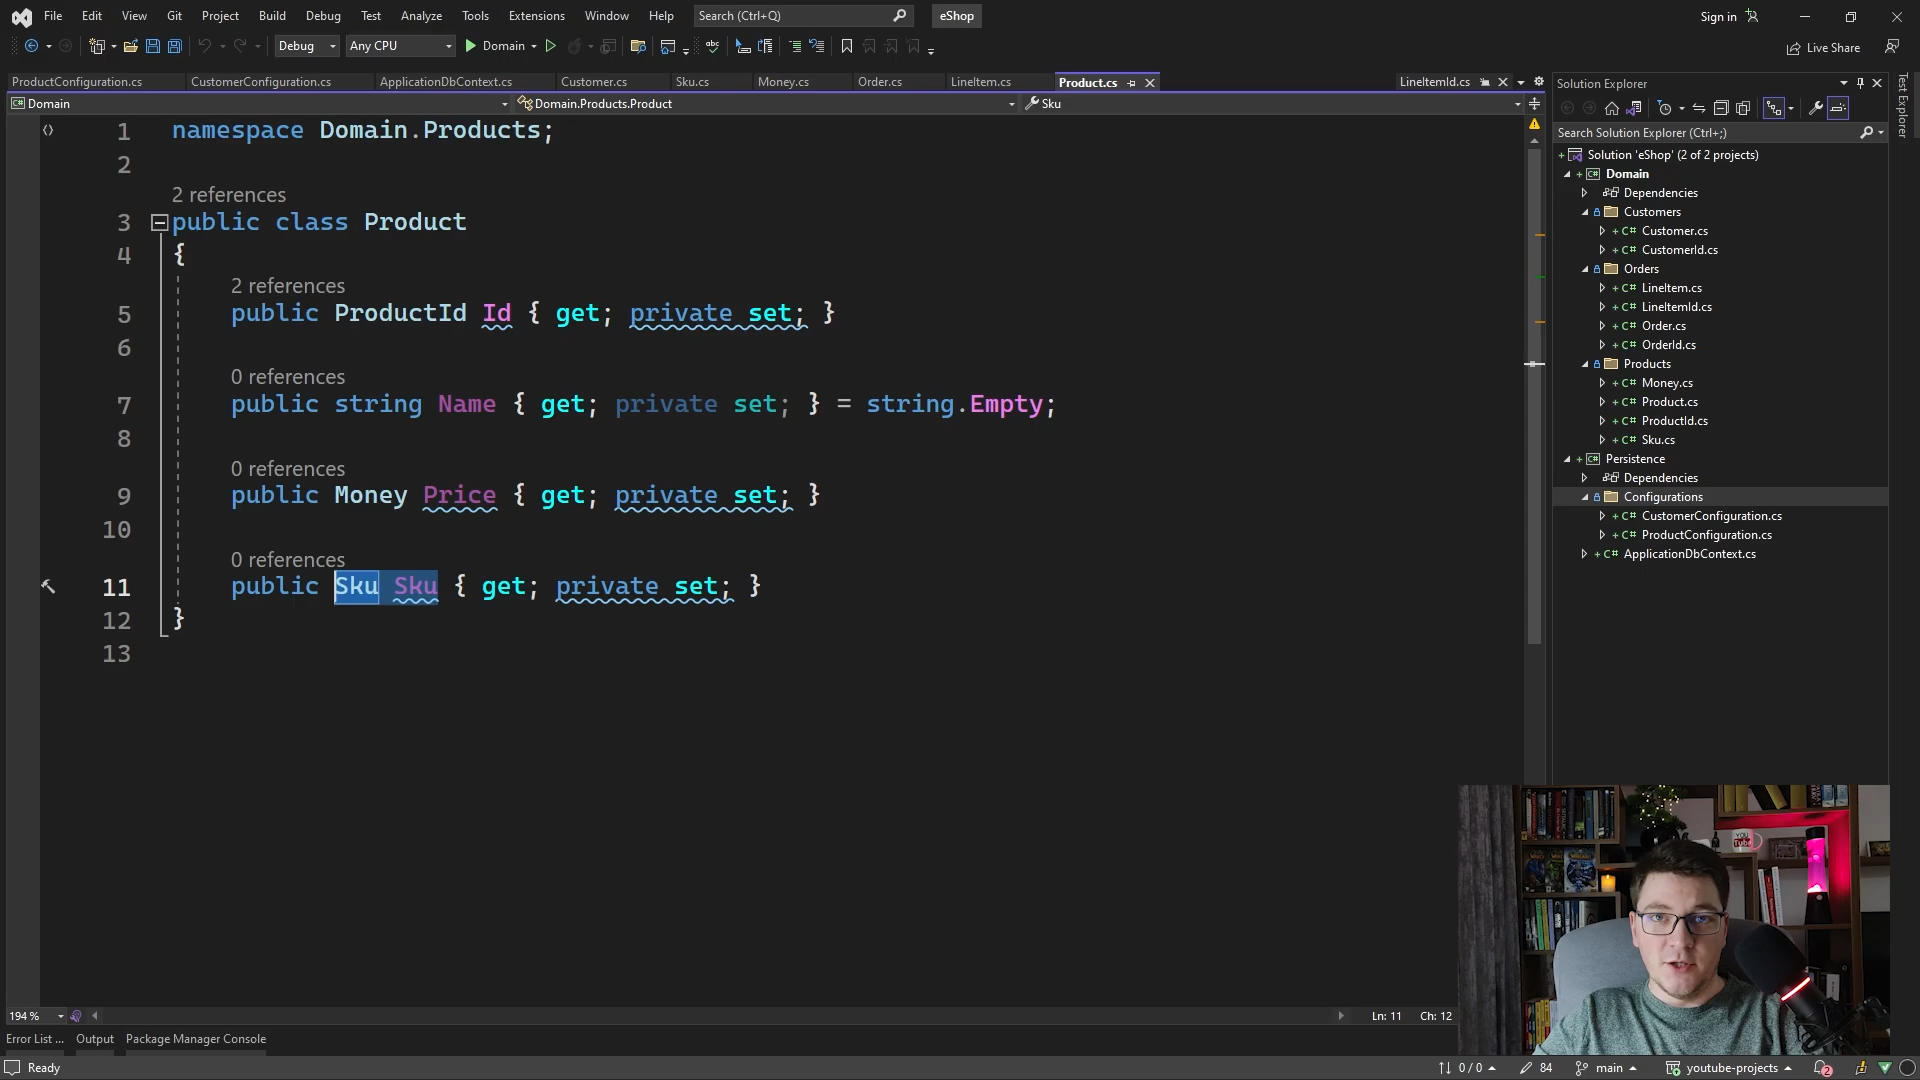 File Edit View Git Project Build Debug Test Analyze Tools Extensions Window Help Search (Ctrl+Q) eShop Sign in
Debug Any CPU Domain Live Share
ProductConfiguration.cs CustomerConfiguration.cs ApplicationDbContext.cs Customer.cs Sku.cs Money.cs Order.cs LineItem.cs Product.cs LineItemId.cs
Domain Domain.Products.Product Sku
1 namespace Domain.Products;
2
2 references
3 public class Product
4 {
2 references
5 public ProductId Id { get; private set; }
6
0 references
7 public string Name { get; private set; } = string.Empty;
8
0 references
9 public Money Price { get; private set; }
10
0 references
11 public Sku Sku { get; private set; }
12 }
13
194 % Ln: 11 Ch: 12
Error List ... Output Package Manager Console
Ready 0 / 0 84 main youtube-projects 2
Solution Explorer
Search Solution Explorer (Ctrl+;)
Solution 'eShop' (2 of 2 projects)
Domain
Dependencies
Customers
C# Customer.cs
C# CustomerId.cs
Orders
C# LineItem.cs
C# LineItemId.cs
C# Order.cs
C# OrderId.cs
Products
C# Money.cs
C# Product.cs
C# ProductId.cs
C# Sku.cs
Persistence
Dependencies
Configurations
C# CustomerConfiguration.cs
C# ProductConfiguration.cs
C# ApplicationDbContext.cs
Test Explorer
YOU
Tube